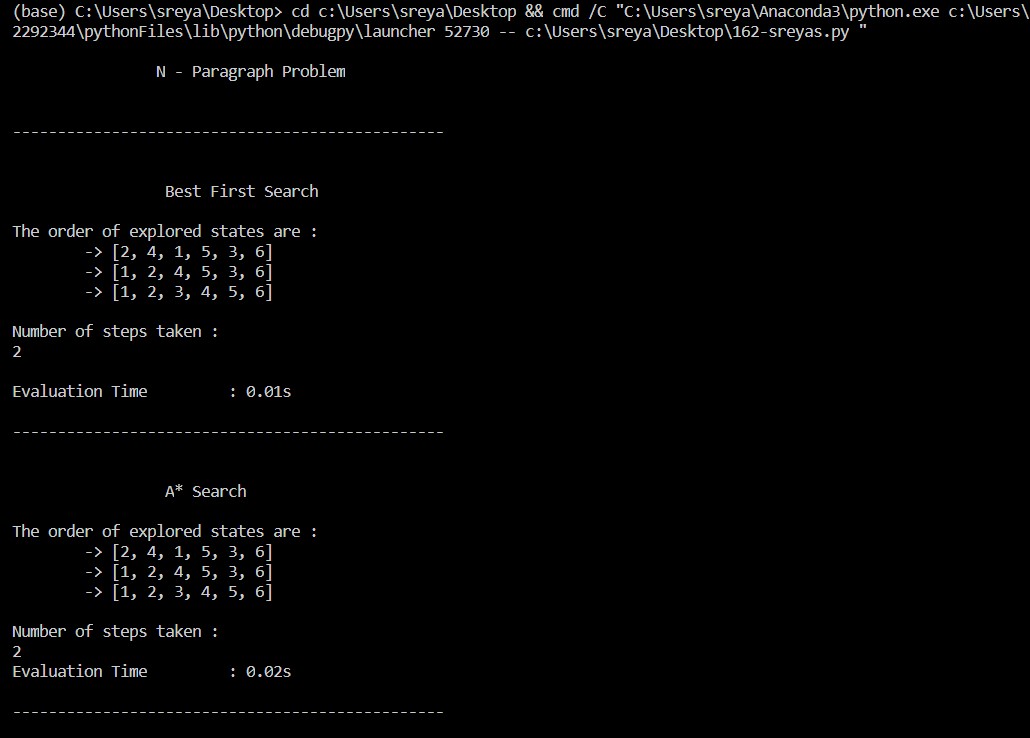 (base) C:\Users\sreya\Desktop> cd c:\Users\sreya\Desktop && cmd /C "C:\Users\sreya\Anaconda3\python.exe c:\Users\
2292344\pythonFiles\lib\python\debugpy\launcher 52730 -- c:\Users\sreya\Desktop\162-sreyas.py "
N - Paragraph Problem
------------------------------------------------
Best First Search
The order of explored states are :
-> [2, 4, 1, 5, 3, 6]
-> [1, 2, 4, 5, 3, 6]
-> [1, 2, 3, 4, 5, 6]
Number of steps taken :
2
Evaluation Time         : 0.01s
------------------------------------------------
A* Search
The order of explored states are :
-> [2, 4, 1, 5, 3, 6]
-> [1, 2, 4, 5, 3, 6]
-> [1, 2, 3, 4, 5, 6]
Number of steps taken :
2
Evaluation Time         : 0.02s
------------------------------------------------